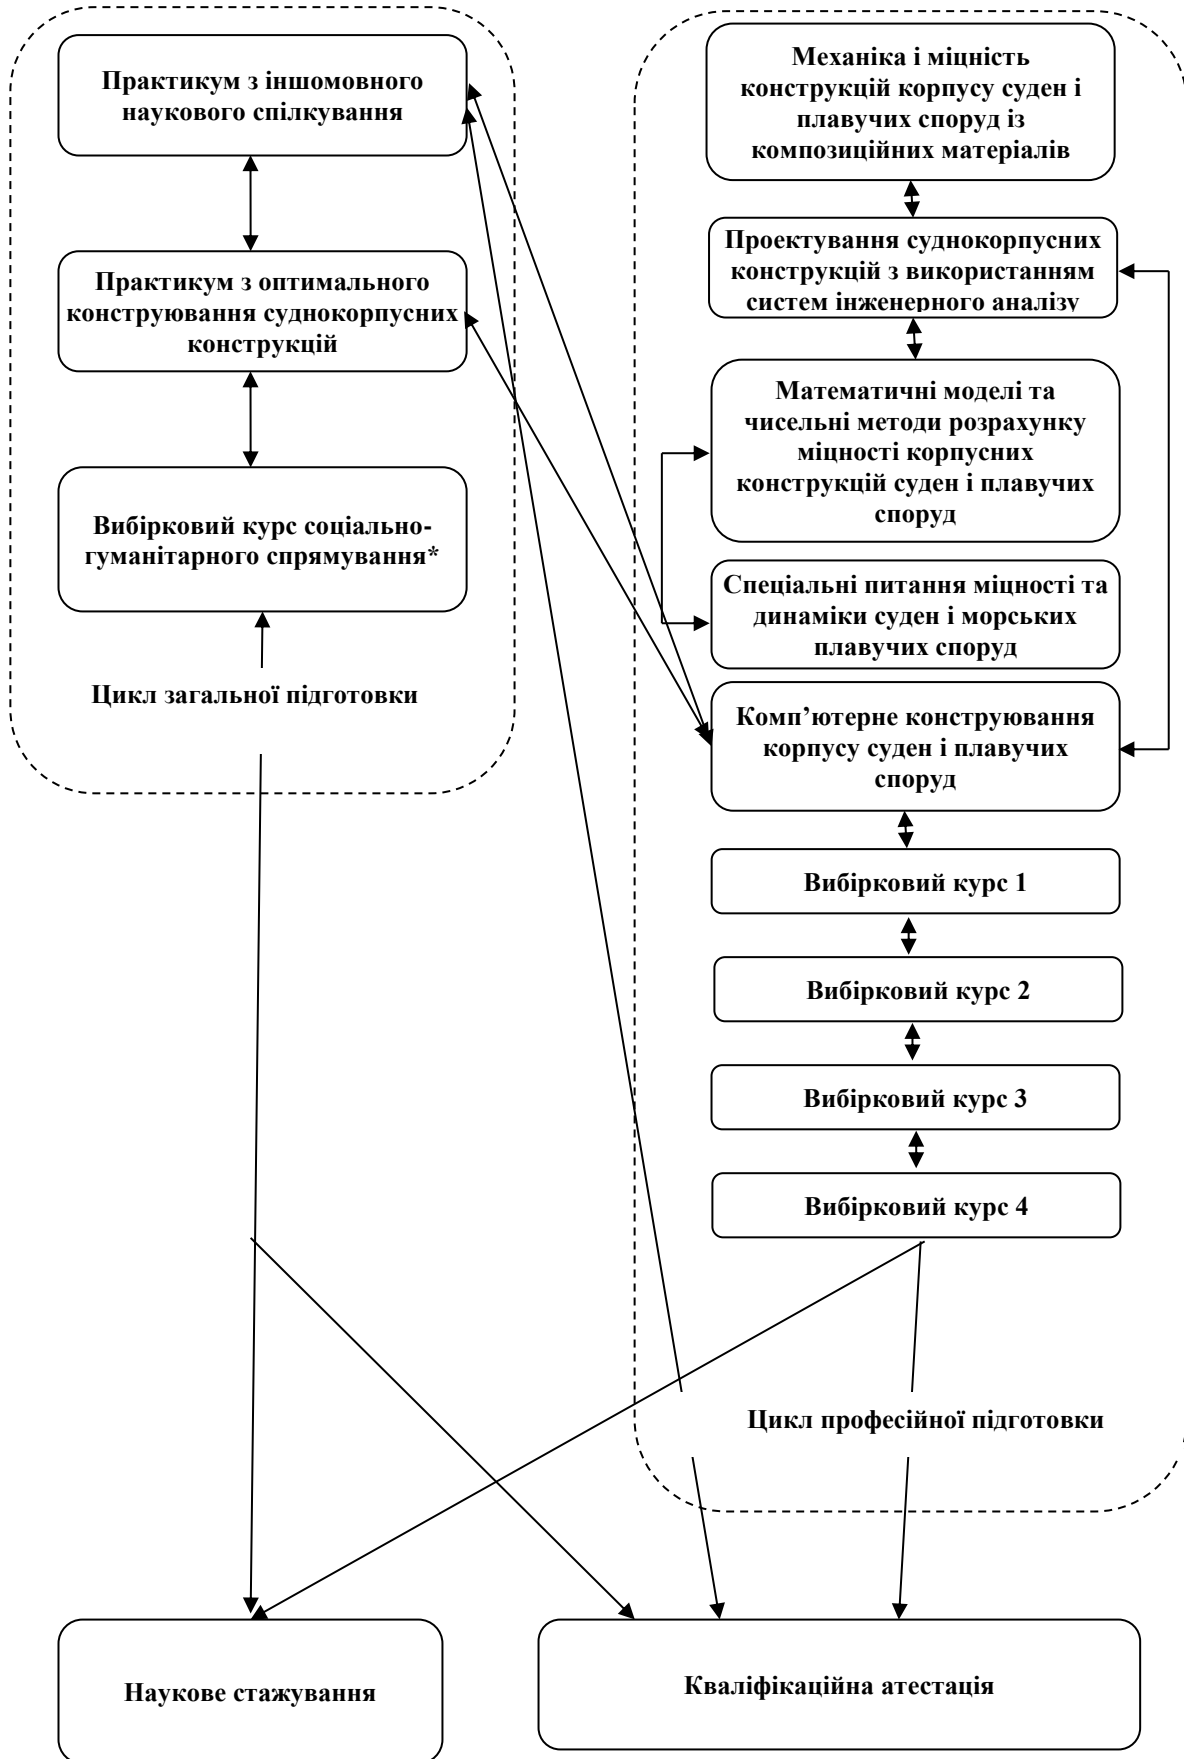 Практикум з іншомовного
наукового спілкування
Практикум з оптимального
конструювання суднокорпусних
конструкцій
Вибірковий курс соціально-
гуманітарного спрямування*
Цикл загальної підготовки
Механіка і міцність
конструкцій корпусу суден і
плавучих споруд із
композиційних матеріалів
Проектування суднокорпусних
конструкцій з використанням
систем інженерного аналізу
Математичні моделі та
чисельні методи розрахунку
міцності корпусних
конструкцій суден і плавучих
споруд
Спеціальні питання міцності та
динаміки суден і морських
плавучих споруд
Комп’ютерне конструювання
корпусу суден і плавучих
споруд
Вибірковий курс 1
Вибірковий курс 2
Вибірковий курс 3
Вибірковий курс 4
Цикл професійної підготовки
Наукове стажування
Кваліфікаційна атестація